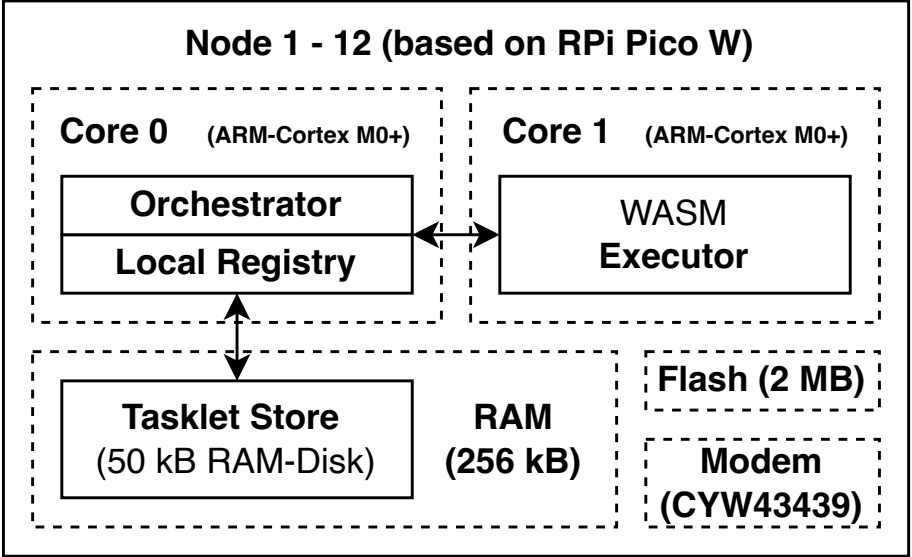 Node 1 - 12 (based on RPi Pico W)
Core 0 (ARM-Cortex M0+)
Orchestrator
Local Registry
Core 1 (ARM-Cortex M0+)
WASM
Executor
Tasklet Store
(50 kB RAM-Disk)
RAM
(256 kB)
Flash (2 MB)
Modem
(CYW43439)